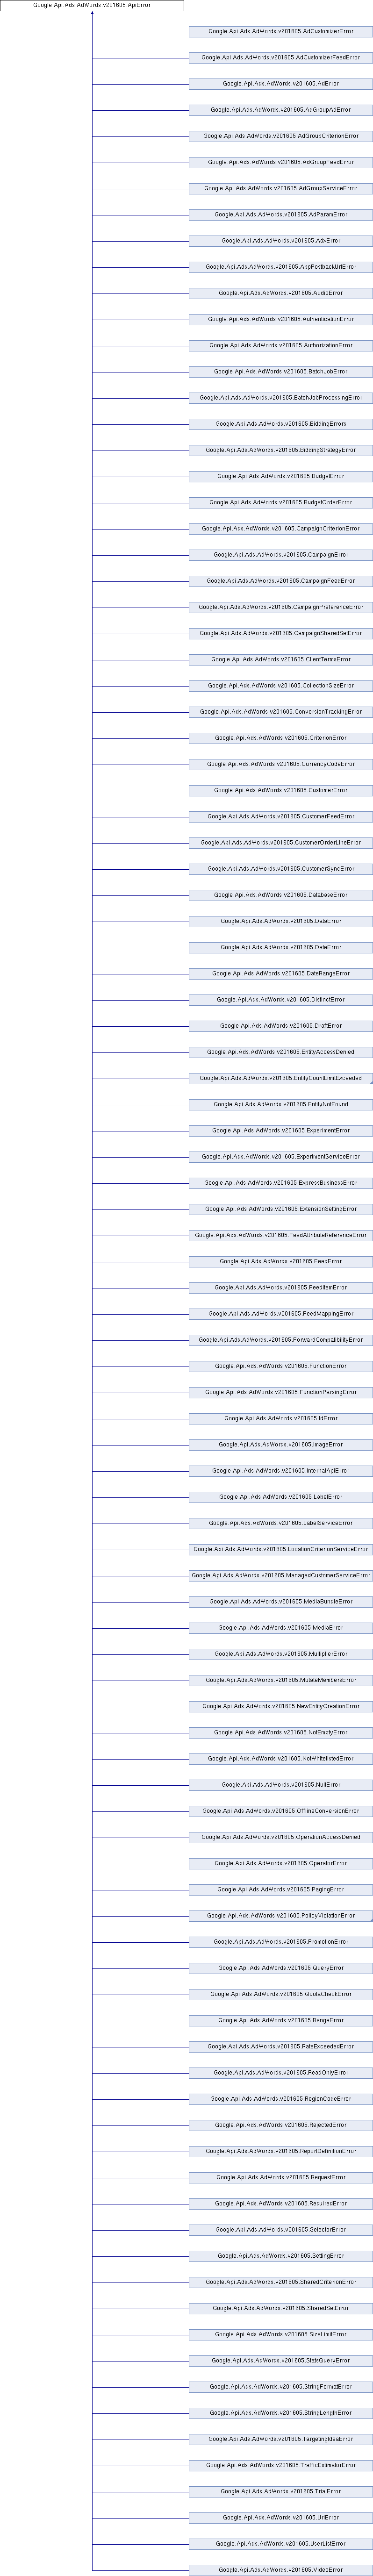 Google.Api.Ads.AdWords.v201605.ApiError
Google.Api.Ads.AdWords.v201605.AdCustomizerError
Google.Api.Ads.AdWords.v201605.AdCustomizerFeedError
Google.Api.Ads.AdWords.v201605.AdError
Google.Api.Ads.AdWords.v201605.AdGroupAdError
Google.Api.Ads.AdWords.v201605.AdGroupCriterionError
Google.Api.Ads.AdWords.v201605.AdGroupFeedError
Google.Api.Ads.AdWords.v201605.AdGroupServiceError
Google.Api.Ads.AdWords.v201605.AdParamError
Google.Api.Ads.AdWords.v201605.AdxError
Google.Api.Ads.AdWords.v201605.AppPostbackUrlError
Google.Api.Ads.AdWords.v201605.AudioError
Google.Api.Ads.AdWords.v201605.AuthenticationError
Google.Api.Ads.AdWords.v201605.AuthorizationError
Google.Api.Ads.AdWords.v201605.BatchJobError
Google.Api.Ads.AdWords.v201605.BatchJobProcessingError
Google.Api.Ads.AdWords.v201605.BiddingErrors
Google.Api.Ads.AdWords.v201605.BiddingStrategyError
Google.Api.Ads.AdWords.v201605.BudgetError
Google.Api.Ads.AdWords.v201605.BudgetOrderError
Google.Api.Ads.AdWords.v201605.CampaignCriterionError
Google.Api.Ads.AdWords.v201605.CampaignError
Google.Api.Ads.AdWords.v201605.CampaignFeedError
Google.Api.Ads.AdWords.v201605.CampaignPreferenceError
Google.Api.Ads.AdWords.v201605.CampaignSharedSetError
Google.Api.Ads.AdWords.v201605.ClientTermsError
Google.Api.Ads.AdWords.v201605.CollectionSizeError
Google.Api.Ads.AdWords.v201605.ConversionTrackingError
Google.Api.Ads.AdWords.v201605.CriterionError
Google.Api.Ads.AdWords.v201605.CurrencyCodeError
Google.Api.Ads.AdWords.v201605.CustomerError
Google.Api.Ads.AdWords.v201605.CustomerFeedError
Google.Api.Ads.AdWords.v201605.CustomerOrderLineError
Google.Api.Ads.AdWords.v201605.CustomerSyncError
Google.Api.Ads.AdWords.v201605.DatabaseError
Google.Api.Ads.AdWords.v201605.DataError
Google.Api.Ads.AdWords.v201605.DateError
Google.Api.Ads.AdWords.v201605.DateRangeError
Google.Api.Ads.AdWords.v201605.DistinctError
Google.Api.Ads.AdWords.v201605.DraftError
Google.Api.Ads.AdWords.v201605.EntityAccessDenied
Google.Api.Ads.AdWords.v201605.EntityCountLimitExceeded
Google.Api.Ads.AdWords.v201605.EntityNotFound
Google.Api.Ads.AdWords.v201605.ExperimentError
Google.Api.Ads.AdWords.v201605.ExperimentServiceError
Google.Api.Ads.AdWords.v201605.ExpressBusinessError
Google.Api.Ads.AdWords.v201605.ExtensionSettingError
Google.Api.Ads.AdWords.v201605.FeedAttributeReferenceError
Google.Api.Ads.AdWords.v201605.FeedError
Google.Api.Ads.AdWords.v201605.FeedItemError
Google.Api.Ads.AdWords.v201605.FeedMappingError
Google.Api.Ads.AdWords.v201605.ForwardCompatibilityError
Google.Api.Ads.AdWords.v201605.FunctionError
Google.Api.Ads.AdWords.v201605.FunctionParsingError
Google.Api.Ads.AdWords.v201605.IdError
Google.Api.Ads.AdWords.v201605.ImageError
Google.Api.Ads.AdWords.v201605.InternalApiError
Google.Api.Ads.AdWords.v201605.LabelError
Google.Api.Ads.AdWords.v201605.LabelServiceError
Google.Api.Ads.AdWords.v201605.LocationCriterionServiceError
Google.Api.Ads.AdWords.v201605.ManagedCustomerServiceError
Google.Api.Ads.AdWords.v201605.MediaBundleError
Google.Api.Ads.AdWords.v201605.MediaError
Google.Api.Ads.AdWords.v201605.MultiplierError
Google.Api.Ads.AdWords.v201605.MutateMembersError
Google.Api.Ads.AdWords.v201605.NewEntityCreationError
Google.Api.Ads.AdWords.v201605.NotEmptyError
Google.Api.Ads.AdWords.v201605.NotWhitelistedError
Google.Api.Ads.AdWords.v201605.NullError
Google.Api.Ads.AdWords.v201605.OfflineConversionError
Google.Api.Ads.AdWords.v201605.OperationAccessDenied
Google.Api.Ads.AdWords.v201605.OperatorError
Google.Api.Ads.AdWords.v201605.PagingError
Google.Api.Ads.AdWords.v201605.PolicyViolationError
Google.Api.Ads.AdWords.v201605.PromotionError
Google.Api.Ads.AdWords.v201605.QueryError
Google.Api.Ads.AdWords.v201605.QuotaCheckError
Google.Api.Ads.AdWords.v201605.RangeError
Google.Api.Ads.AdWords.v201605.RateExceededError
Google.Api.Ads.AdWords.v201605.ReadOnlyError
Google.Api.Ads.AdWords.v201605.RegionCodeError
Google.Api.Ads.AdWords.v201605.RejectedError
Google.Api.Ads.AdWords.v201605.ReportDefinitionError
Google.Api.Ads.AdWords.v201605.RequestError
Google.Api.Ads.AdWords.v201605.RequiredError
Google.Api.Ads.AdWords.v201605.SelectorError
Google.Api.Ads.AdWords.v201605.SettingError
Google.Api.Ads.AdWords.v201605.SharedCriterionError
Google.Api.Ads.AdWords.v201605.SharedSetError
Google.Api.Ads.AdWords.v201605.SizeLimitError
Google.Api.Ads.AdWords.v201605.StatsQueryError
Google.Api.Ads.AdWords.v201605.StringFormatError
Google.Api.Ads.AdWords.v201605.StringLengthError
Google.Api.Ads.AdWords.v201605.TargetingIdeaError
Google.Api.Ads.AdWords.v201605.TrafficEstimatorError
Google.Api.Ads.AdWords.v201605.TrialError
Google.Api.Ads.AdWords.v201605.UrlError
Google.Api.Ads.AdWords.v201605.UserListError
Google.Api.Ads.AdWords.v201605.VideoError